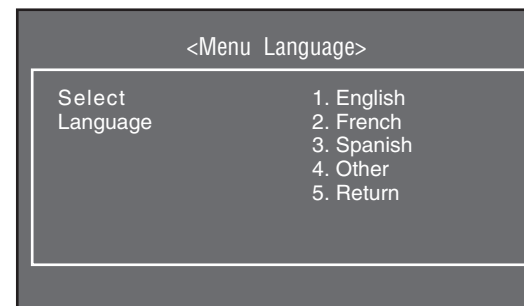 <Menu Language>
Select
Language
1. English
2. French
3. Spanish
4. Other
5. Return